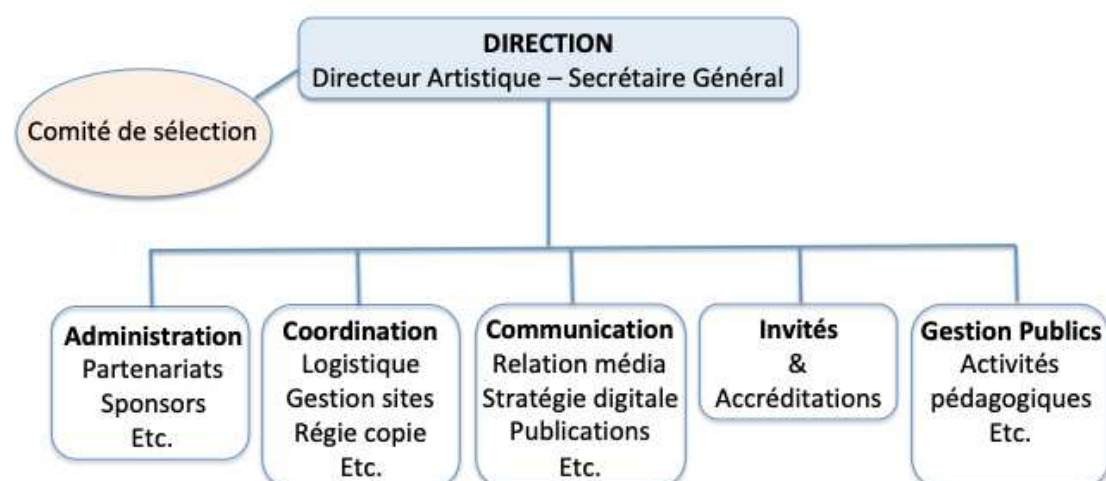 DIRECTION
Directeur Artistique – Secrétaire Général
Comité de sélection
Administration
Partenariats
Sponsors
Etc.
Coordination
Logistique
Gestion sites
Régie copie
Etc.
Communication
Relation média
Stratégie digitale
Publications
Etc.
Invités
&
Accréditations
Gestion Publics
Activités
pédagogiques
Etc.